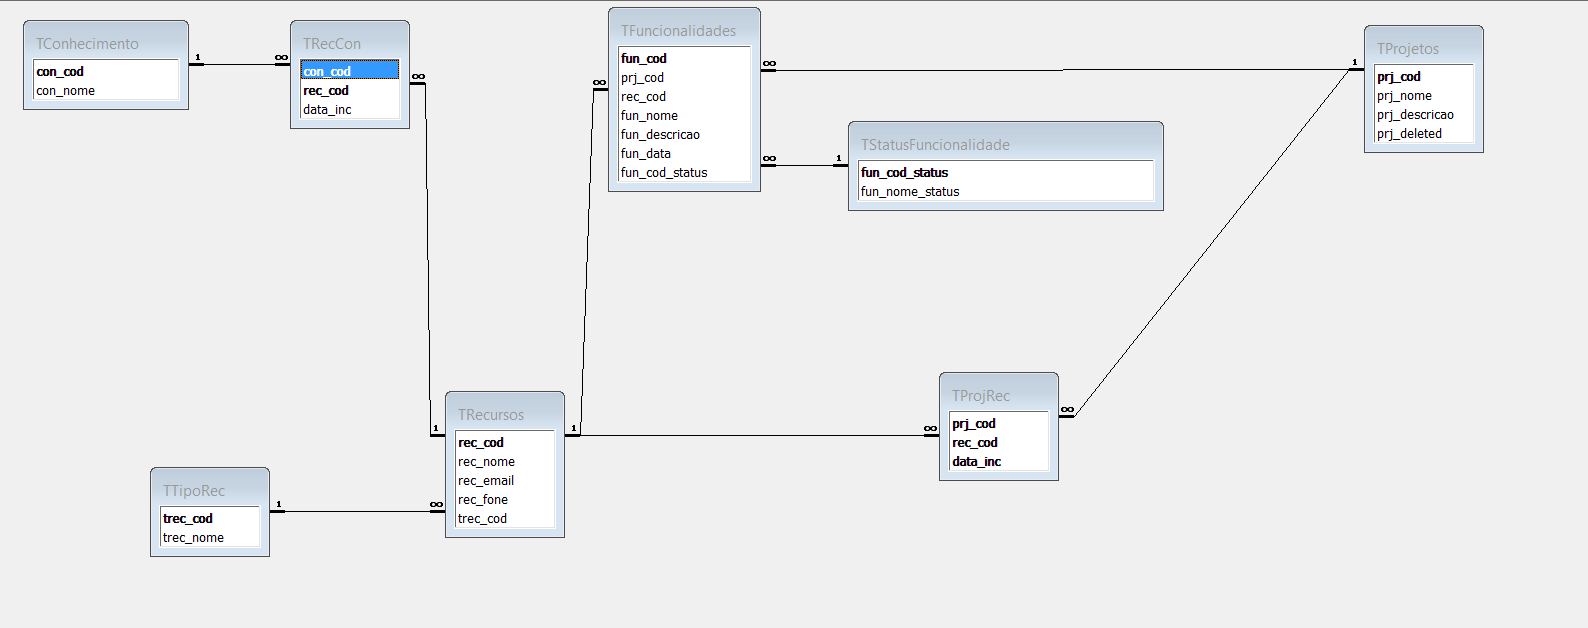 TConhecimento
con_cod
con_nome
1
∞
TRecCon
con_cod
rec_cod
data_inc
∞
TFuncionalidades
fun_cod
prj_cod
rec_cod
fun_nome
fun_descricao
fun_data
fun_cod_status
∞
∞
∞
1
TStatusFuncionalidade
fun_cod_status
fun_nome_status
1
TProjetos
prj_cod
prj_nome
prj_descricao
prj_deleted
TRecursos
rec_cod
rec_nome
rec_email
rec_fone
trec_cod
1
1
∞
∞
TProjRec
prj_cod
rec_cod
data_inc
∞
TTipoRec
trec_cod
trec_nome
1